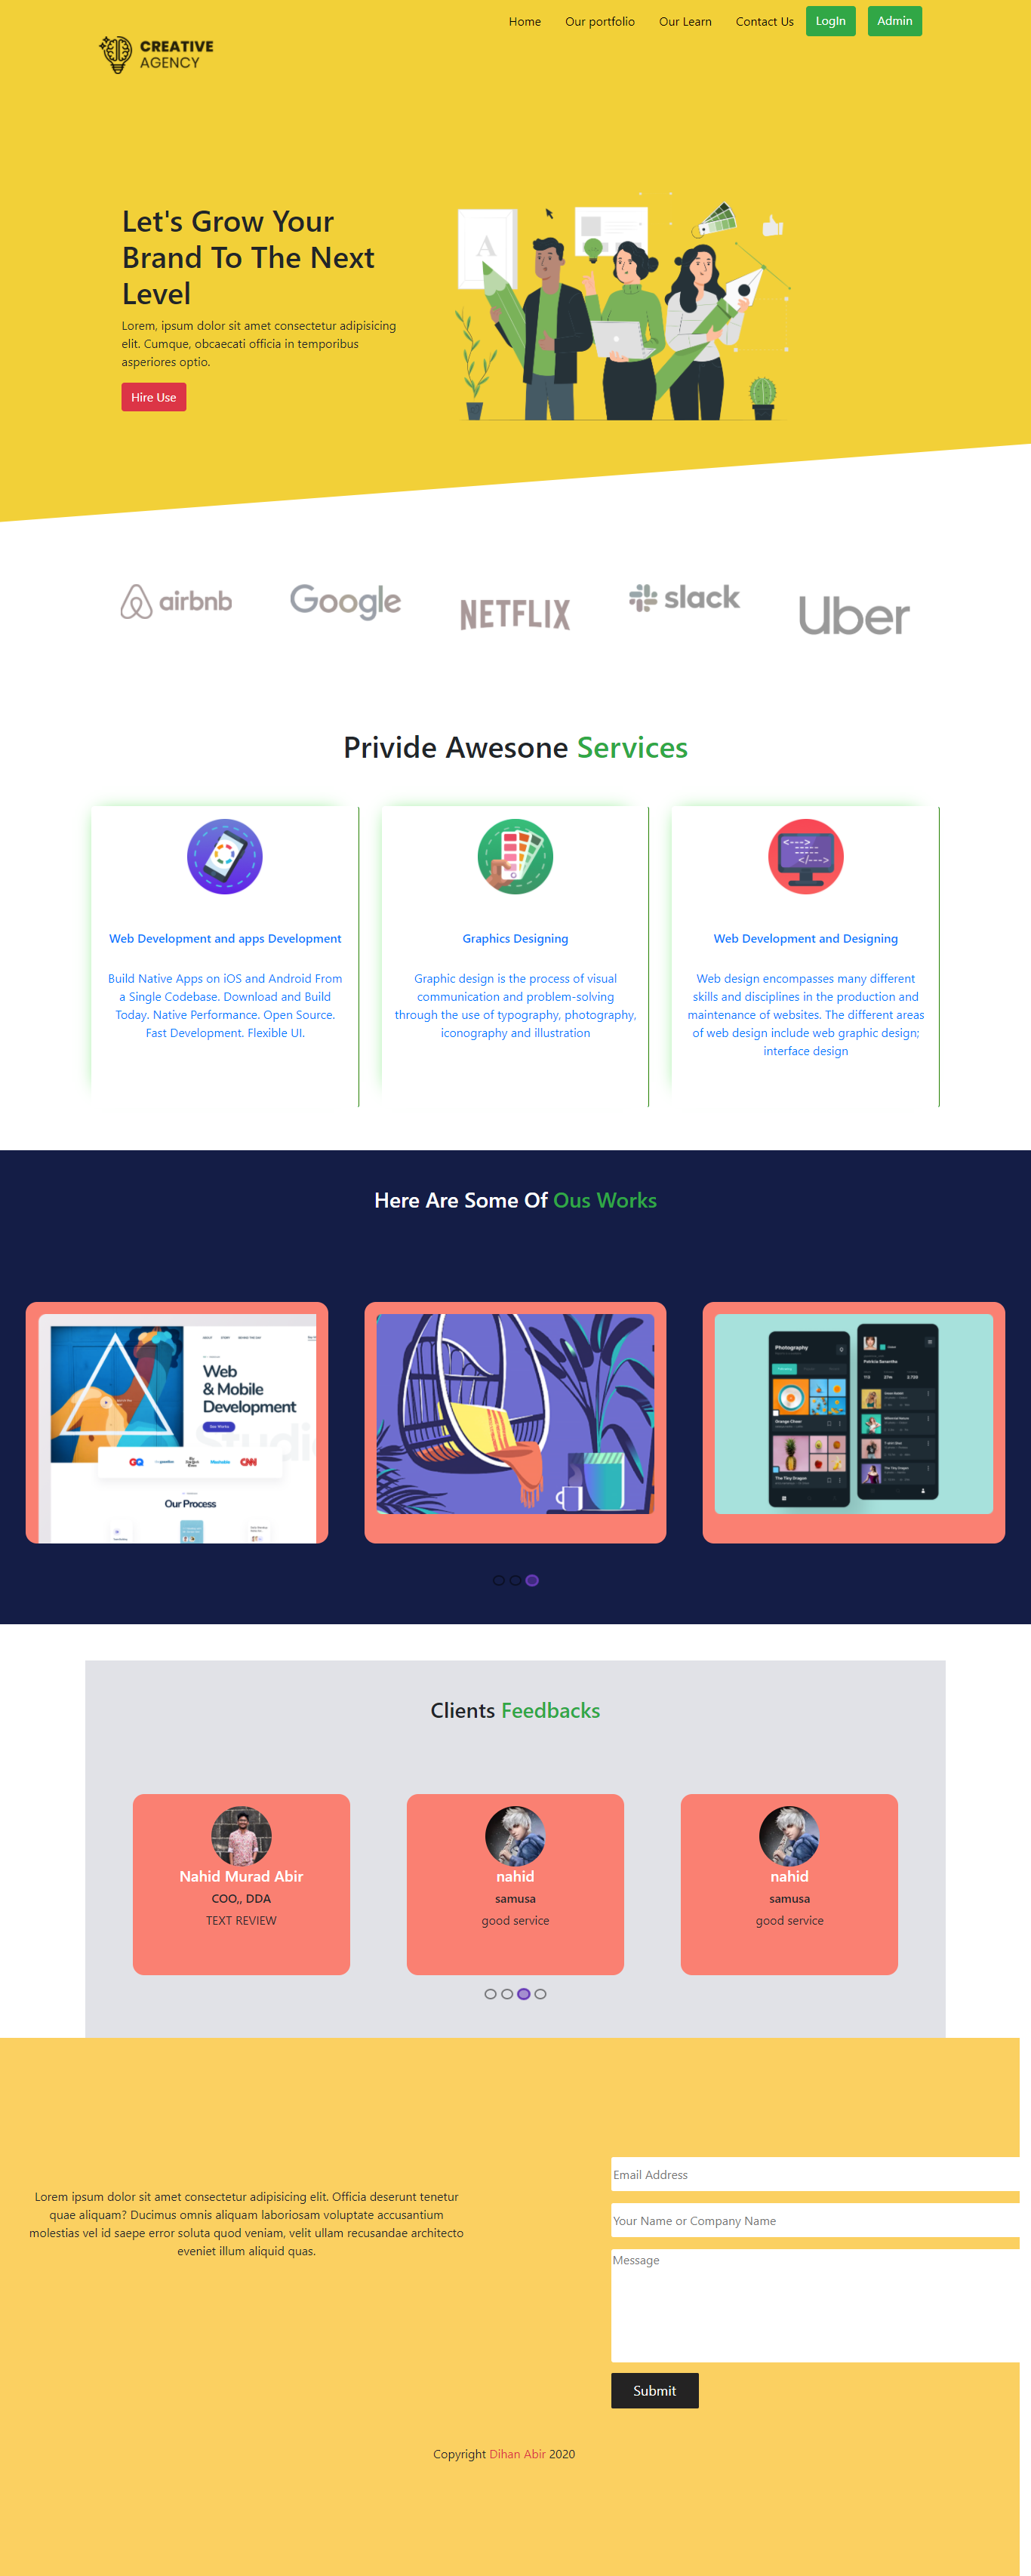 Home
Our portfolio
Our Learn
Contact Us
LogIn
Admin
CREATIVE
AGENCY
Let's Grow Your
Brand To The Next
Level
Lorem, ipsum dolor sit amet consectetur adipisicing
elit. Cumque, obcaecati officia in temporibus
asperiores optio.
Hire Use
A
airbnb
Google
NETFLIX
slack
Uber
Privide Awesone Services
Web Development and apps Development
Build Native Apps on iOS and Android From
a Single Codebase. Download and Build
Today. Native Performance. Open Source.
Fast Development. Flexible UI.
Graphics Designing
Graphic design is the process of visual
communication and problem-solving
through the use of typography, photography,
iconography and illustration
Web Development and Designing
Web design encompasses many different
skills and disciplines in the production and
maintenance of websites. The different areas
of web design include web graphic design;
interface design
Here Are Some Of Ous Works
Web
& Mobile
Development
Studi
GQ
Mashable
CNN
Our Process
Photography
Orange Cheer
The Tiny Dragon
Clients Feedbacks
Nahid Murad Abir
COO,, DDA
TEXT REVIEW
nahid
samusa
good service
nahid
samusa
good service
Lorem ipsum dolor sit amet consectetur adipisicing elit. Officia deserunt tenetur
quae aliquam? Ducimus omnis aliquam laboriosam voluptate accusantium
molestias vel id saepe error soluta quod veniam, velit ullam recusandae architecto
eveniet illum aliquid quas.
Email Address
Your Name or Company Name
Message
Submit
Copyright Dihan Abir 2020